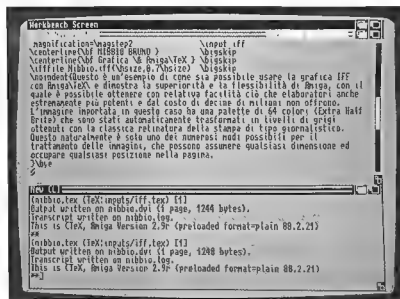 Workbench Screen
magnification=\magstep2 \input iff
\centerline{\bf NIBBIO BRUNO } \bigskip
\centerline{\bf Grafica \& Amiga\TeX } \bigskip
\iffile Nibbio.iff(\hsize,0.7\hsize) \bigskip
\noindent{Questo è un'esempio di come sia possibile usare la grafica IFF
con Amiga\TeX e dimostra la superiorità e la flessibilità di Amiga, con il
quale è possibile ottenere con relativa facilità ciò che elaboratori anche
estremamente più potenti e dal costo di decine di milioni non offrono.
L'immagine importata in questo caso ha una palette di 64 colori (Extra Half
Brite) che sono stati automaticamente trasformati in livelli di grigi
ottenuti con la classica retinatura della stampa di tipo giornalistico.
Questo naturalmente è solo uno dei numerosi modi possibili per il
trattamento delle immagini, che possono assumere qualsiasi dimensione ed
occupare qualsiasi posizione nella pagina.
}\bye
New CLI
(nibbio.tex (TeX:inputs/iff.tex) [1]
Output written on nibbio.dvi (1 page, 1244 bytes).
Transcript written on nibbio.log.
This is CTeX, Amiga Version 2.9r (preloaded format=plain 88.2.21)
**
(nibbio.tex (TeX:inputs/iff.tex) [1]
Output written on nibbio.dvi (1 page, 1248 bytes).
Transcript written on nibbio.log.
This is CTeX, Amiga Version 2.9r (preloaded format=plain 88.2.21)
**